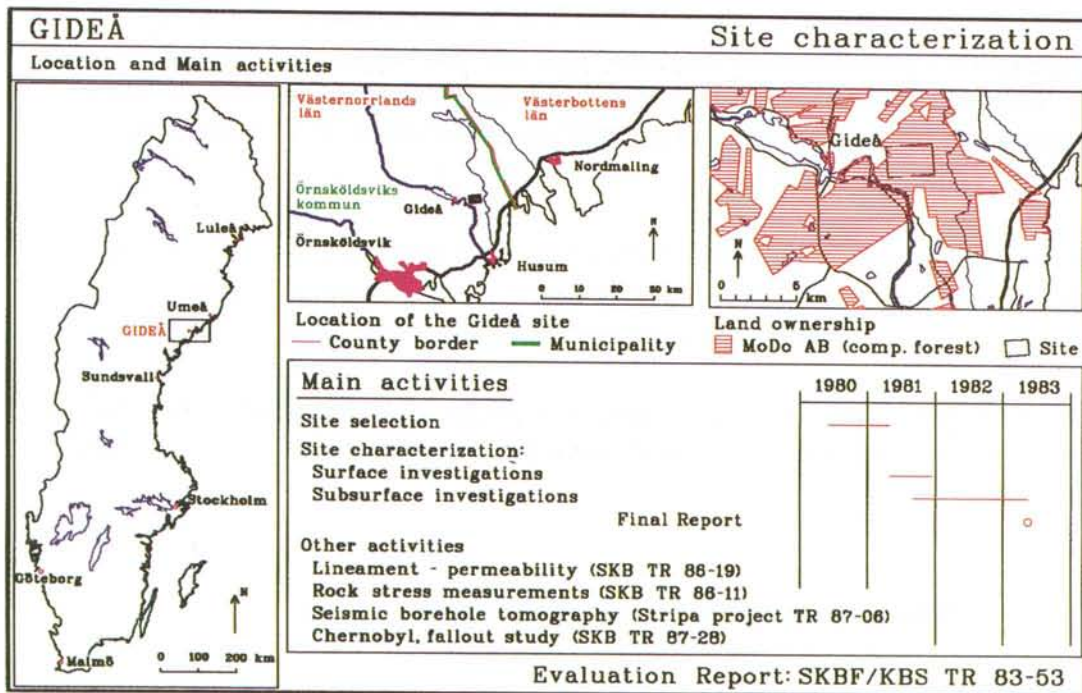 GIDEÅ
Site characterization
Location and Main activities
Luleå
Umeå
GIDEÅ
Sundsvall
Stockholm
Göteborg
Malmö
N
0 100 200 km
Västernorrlands
län
Västerbottens
län
Nordmaling
Örnsköldsviks
kommun
Gideå
Örnsköldsvik
Husum
N
0 10 20 30 km
Gideå
N
0 5
km
Location of the Gideå site
County border
Municipality
Land ownership
MoDo AB (comp. forest)
Site
Main activities
1980 1981 1982 1983
Site selection
Site characterization:
Surface investigations
Subsurface investigations
Final Report
Other activities
Lineament - permeability (SKB TR 86-19)
Rock stress measurements (SKB TR 86-11)
Seismic borehole tomography (Stripa project TR 87-06)
Chernobyl, fallout study (SKB TR 87-28)
Evaluation Report: SKBF/KBS TR 83-53